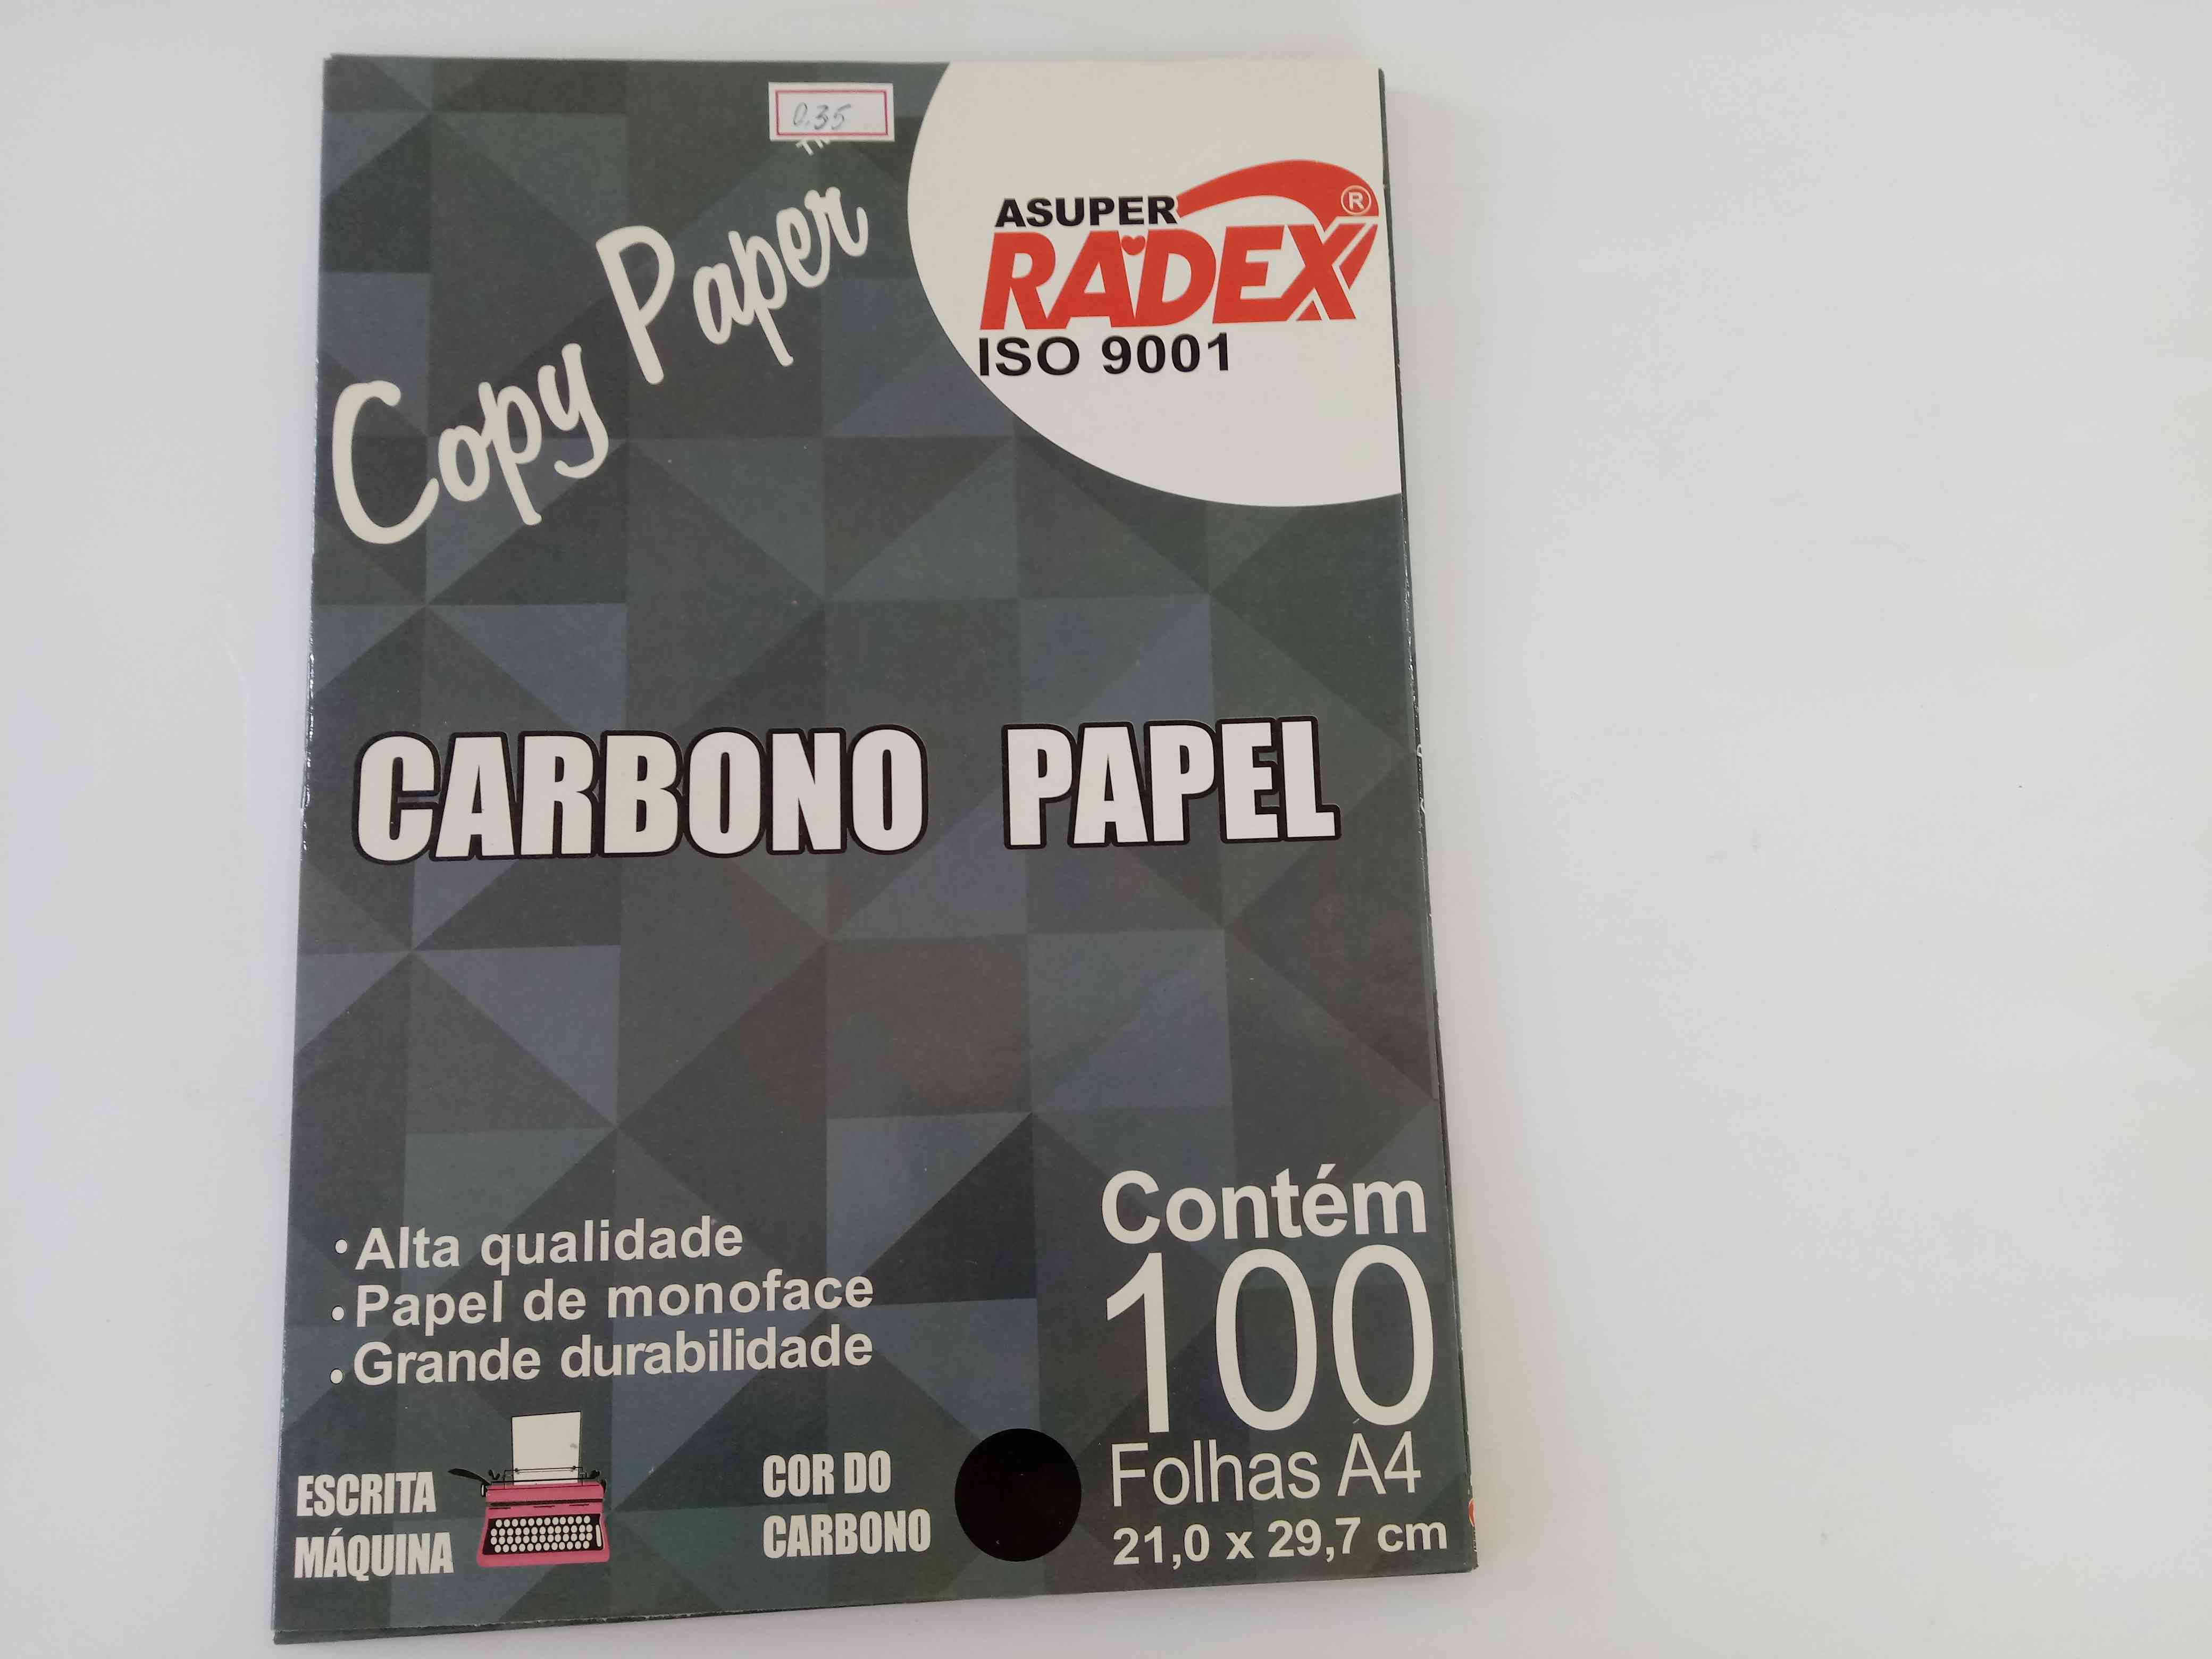 0.35
Copy Paper
ASUPER
RADEX®
ISO 9001
CARBONO PAPEL
• Alta qualidade
• Papel de monoface
• Grande durabilidade
Contém
100
Folhas A4
21,0 x 29,7 cm
ESCRITA
MÁQUINA
COR DO
CARBONO